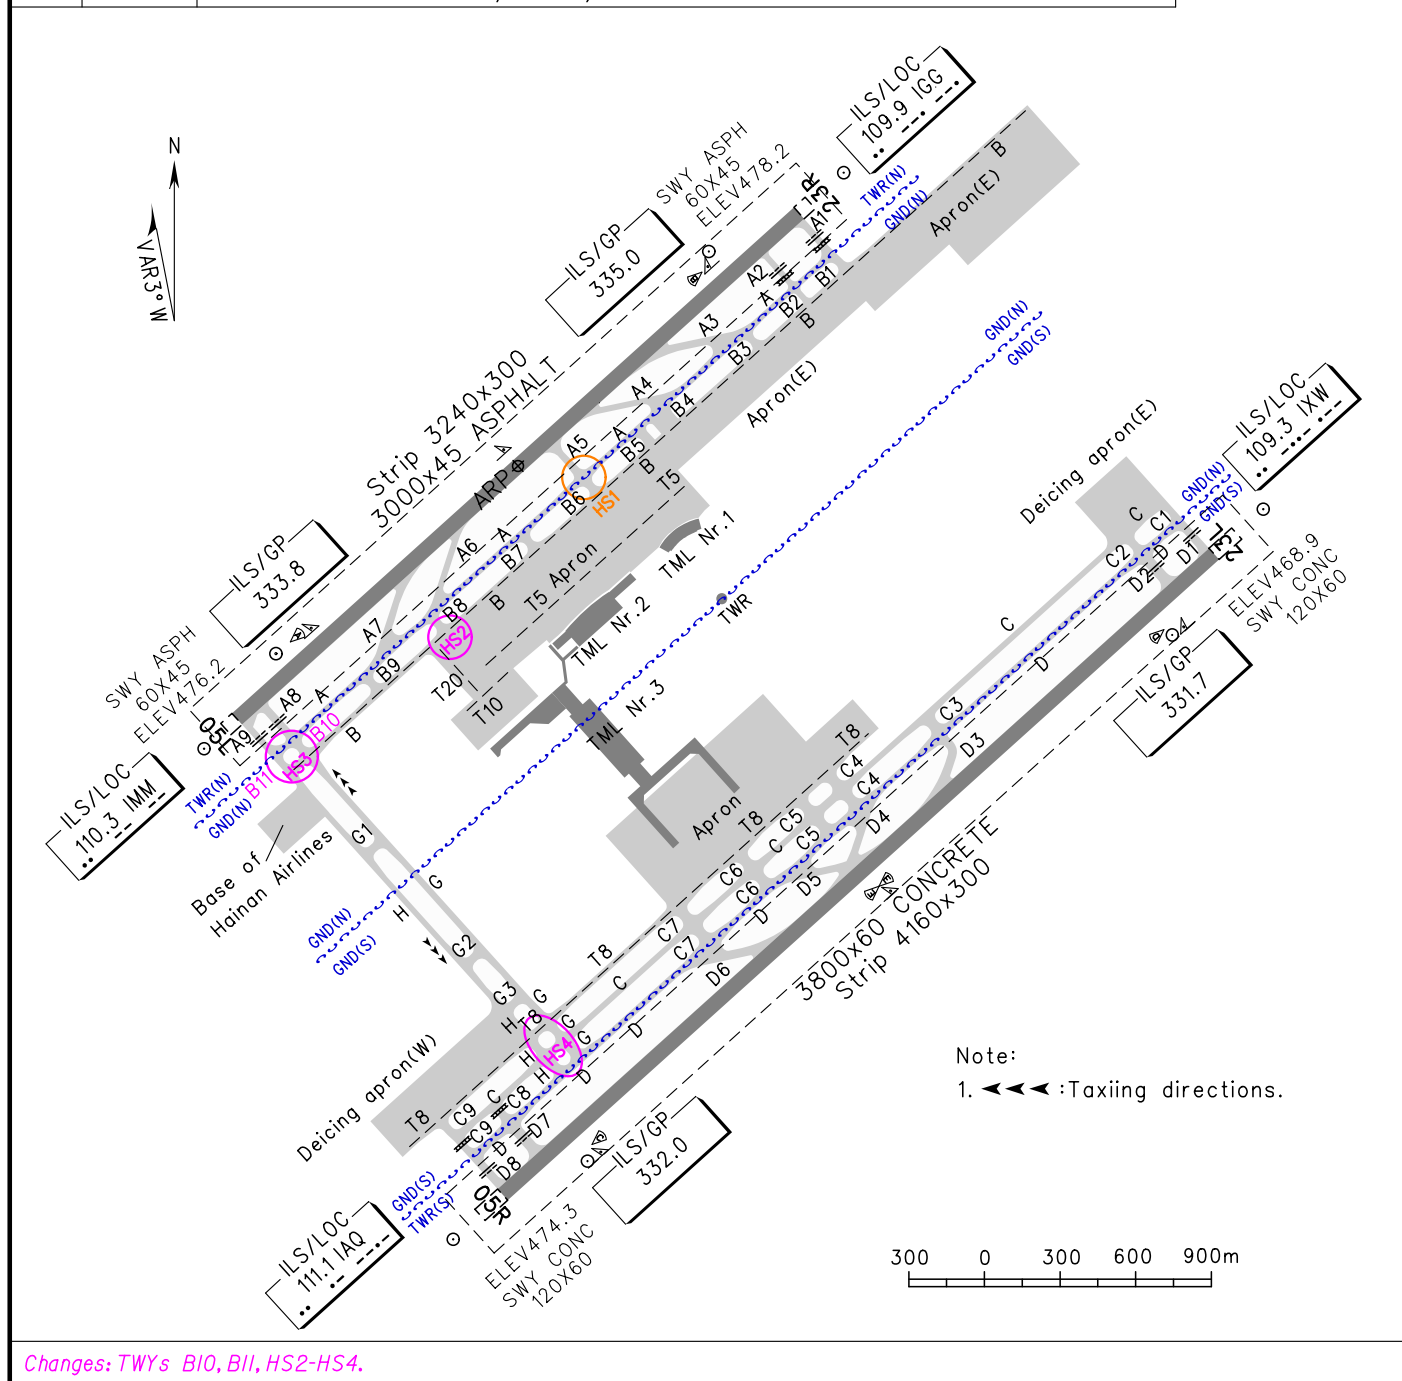 N
VAR3° W
ILS/LOC
109.9 IGG
SWY ASPH
60X45
ELEV478.2
23R
TWR(N)
GND(N)
B
Apron(E)
A1
A2
A
B1
B2
B
ILS/GP
335.0
A3
B3
GND(N)
GND(S)
Strip 3240x300
3000x45 ASPHALT
A4
B4
Apron(E)
ARP
A5
A
B5
B
T5
B6
HS1
ILS/LOC
109.3 IXW
GND(N)
GND(S)
Deicing apron(E)
C
C1
C2
D
D1
D2
23L
ELEV468.9
SWY CONC
120X60
ILS/GP
333.8
A6
A
B7
Apron
TML Nr.1
T5
B
B8
HS2
TML Nr.2
TWR
A7
B9
T20
T10
TML Nr.3
C
D
ILS/GP
331.7
SWY ASPH
60X45
ELEV476.2
05L
A9
A8
A
B10
B
HS3
B11
TWR(N)
GND(N)
ILS/LOC
110.3 IMM
C3
D3
T8
C4
C4
Apron
T8
C5
C5
C
D4
G1
G
H
Base of
Hainan Airlines
C6
C6
D5
D
3800x60 CONCRETE
Strip 4160x300
GND(N)
GND(S)
G2
C7
C7
D6
T8
C
G3
G
H
T8
G
G
D
HS4
H
H
D
Deicing apron(W)
T8
C9
C
C8
C9
D
D7
D8
05R
GND(S)
TWR(S)
ILS/GP
332.0
ELEV474.3
SWY CONC
120X60
ILS/LOC
111.1 IAQ
Note:
1. :Taxiing directions.
300 0 300 600 900m
Changes: TWYs B10, B11, HS2-HS4.